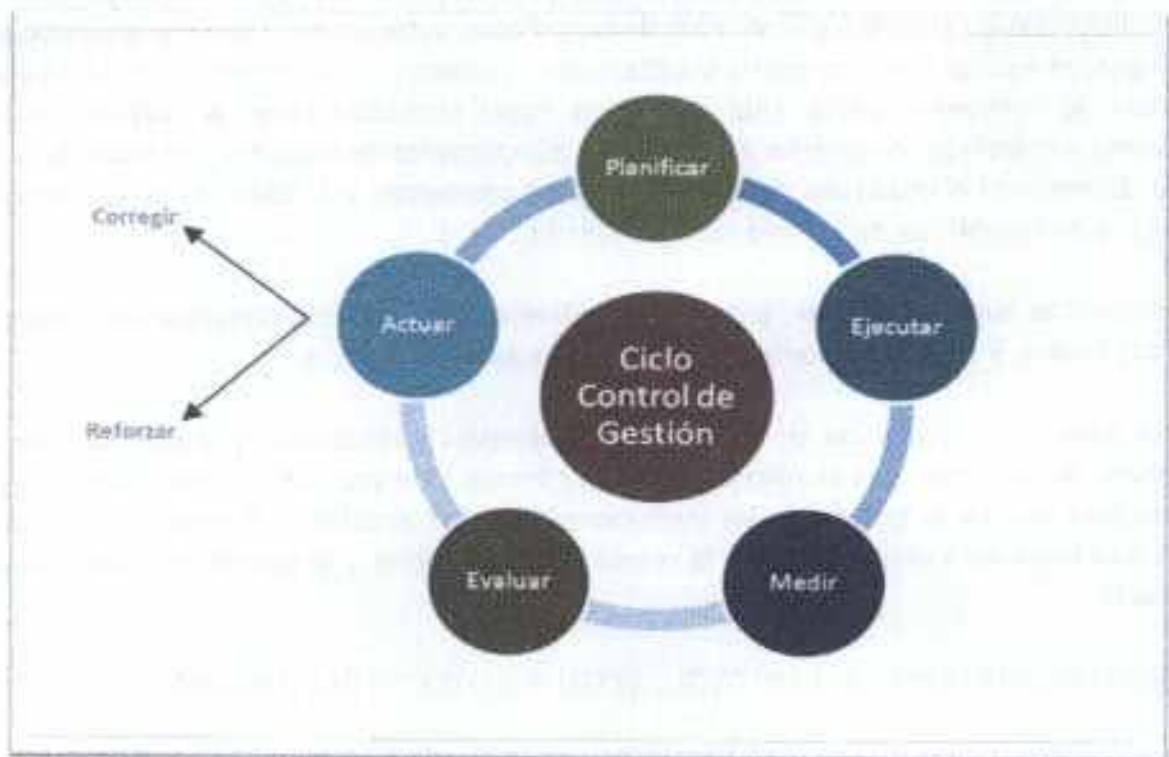 Planificar
Corregir
Actuar
Ejecutar
Ciclo
Control de
Gestión
Reforzar
Evaluar
Medir